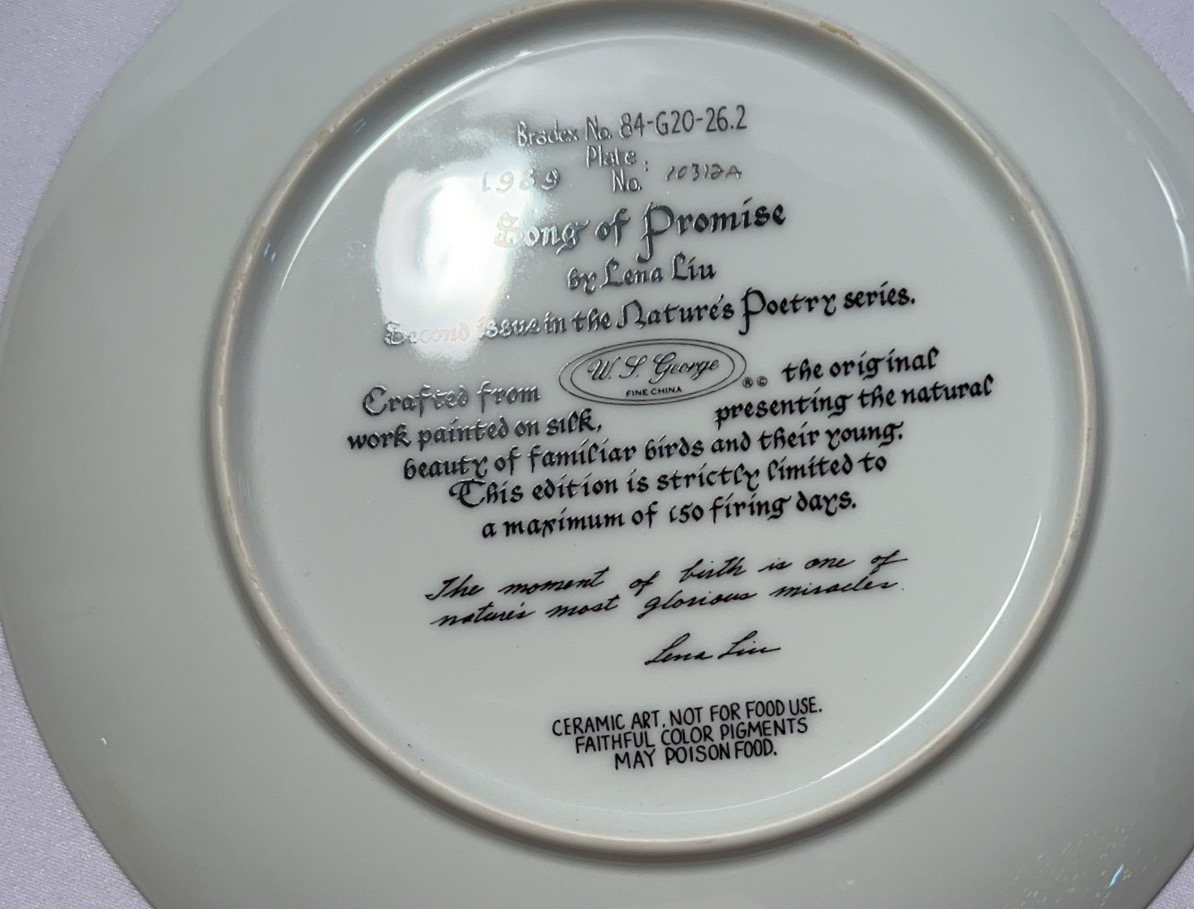 Bradex No. 84-G20-26.2
Plate
1989 No. 10312A
Song of Promise
by Lena Liu
Second issue in the Nature's Poetry series.
W. S. George
FINE CHINA
®©
Crafted from the original
work painted on silk, presenting the natural
beauty of familiar birds and their young.
This edition is strictly limited to
a maximum of 150 firing days.
The moment of birth is one of
nature's most glorious miracles.
Lena Liu
CERAMIC ART. NOT FOR FOOD USE.
FAITHFUL COLOR PIGMENTS
MAY POISON FOOD.